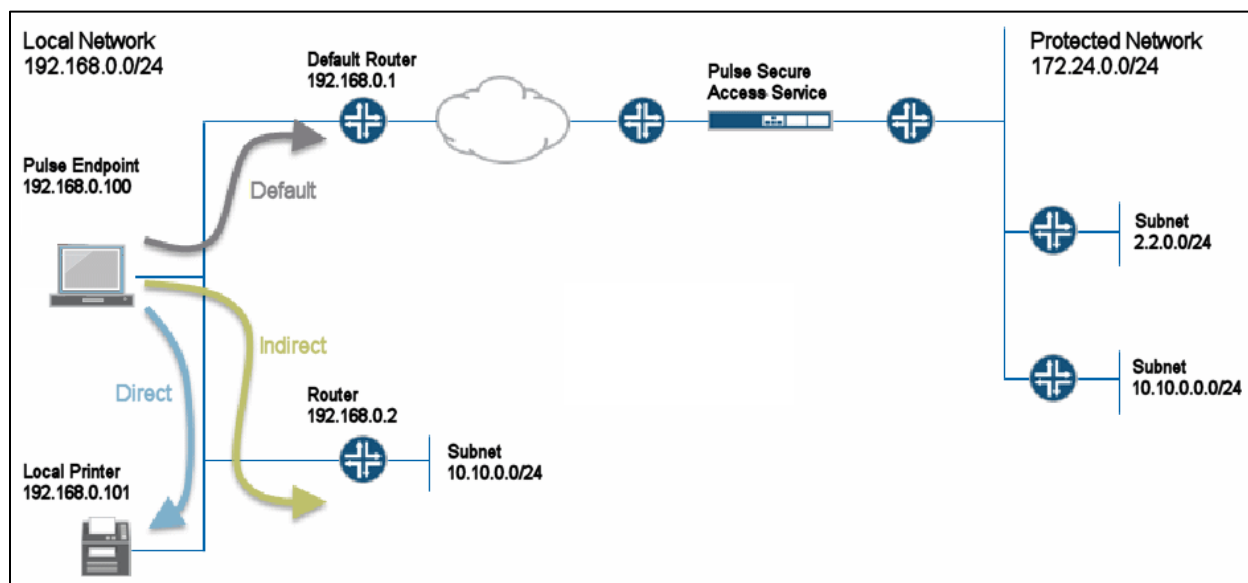 Local Network
192.168.0.0/24
Default Router
192.168.0.1
Pulse Secure
Access Service
Protected Network
172.24.0.0/24
Pulse Endpoint
192.168.0.100
Default
Subnet
2.2.0.0/24
Indirect
Direct
Router
192.168.0.2
Subnet
10.10.0.0/24
Subnet
10.10.0.0.0/24
Local Printer
192.168.0.101